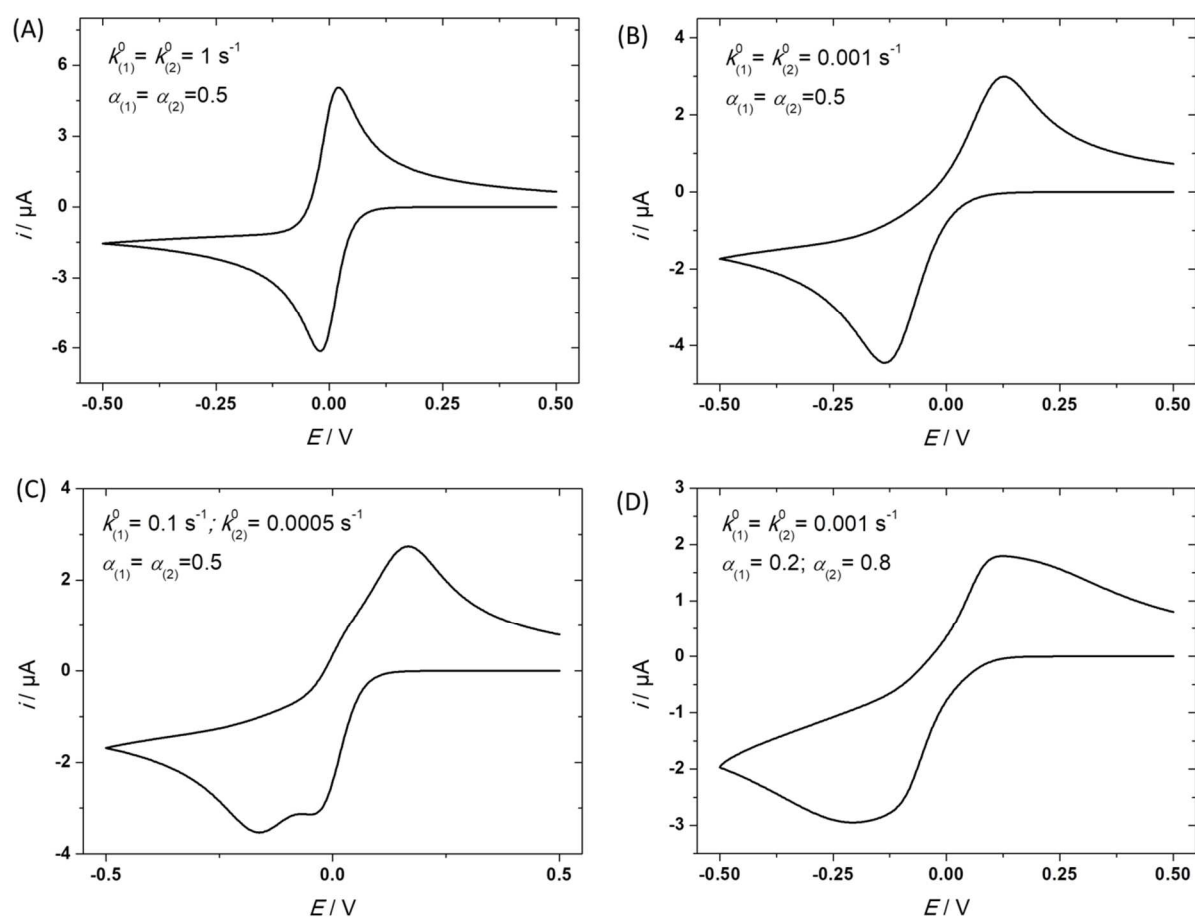 (A)
k⁰₍₁₎= k⁰₍₂₎= 1 s⁻¹
α₍₁₎= α₍₂₎=0.5
6
3
0
-3
-6
i / µA
-0.50 -0.25 0.00 0.25 0.50
E / V
(B)
k⁰₍₁₎= k⁰₍₂₎= 0.001 s⁻¹
α₍₁₎= α₍₂₎=0.5
4
2
0
-2
-4
i / µA
-0.50 -0.25 0.00 0.25 0.50
E / V
(C)
k⁰₍₁₎= 0.1 s⁻¹; k⁰₍₂₎= 0.0005 s⁻¹
α₍₁₎= α₍₂₎=0.5
4
2
0
-2
-4
i / µA
-0.5 0.0 0.5
E / V
(D)
k⁰₍₁₎= k⁰₍₂₎= 0.001 s⁻¹
α₍₁₎= 0.2; α₍₂₎= 0.8
3
2
1
0
-1
-2
-3
i / µA
-0.50 -0.25 0.00 0.25 0.50
E / V